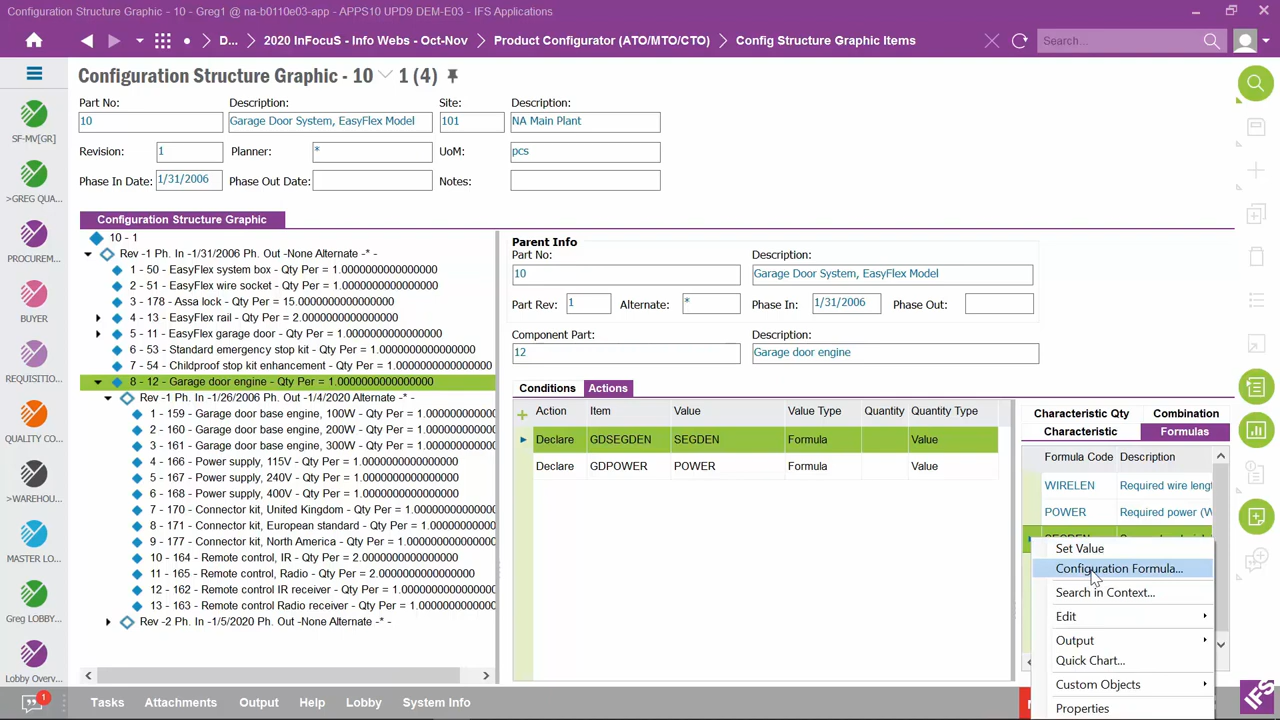 Configuration Structure Graphic - 10 - Greg1 @ na-b0110e03-app - APPS10 UPD9 DEM-E03 - IFS Applications
D... 2020 InFocuS - Info Webs - Oct-Nov Product Configurator (ATO/MTO/CTO) Config Structure Graphic Items Search...
Configuration Structure Graphic - 10 1 (4)
Part No: Description: Site: Description:
10 Garage Door System, EasyFlex Model 101 NA Main Plant
Revision: 1 Planner: * UoM: pcs
Phase In Date: 1/31/2006 Phase Out Date: Notes:
SF-MV[GR]
>GREG QUA...
PROCUREM...
BUYER
REQUISITIO...
QUALITY CO...
>WAREHOU...
MASTER LO...
Greg LOBBY...
Lobby Overv...
Configuration Structure Graphic
10 - 1
Rev -1 Ph. In -1/31/2006 Ph. Out -None Alternate -* -
1 - 50 - EasyFlex system box - Qty Per = 1.0000000000000000
2 - 51 - EasyFlex wire socket - Qty Per = 1.0000000000000000
3 - 178 - Assa lock - Qty Per = 15.0000000000000000
4 - 13 - EasyFlex rail - Qty Per = 2.0000000000000000
5 - 11 - EasyFlex garage door - Qty Per = 1.0000000000000000
6 - 53 - Standard emergency stop kit - Qty Per = 1.0000000000000000
7 - 54 - Childproof stop kit enhancement - Qty Per = 1.0000000000000000
8 - 12 - Garage door engine - Qty Per = 1.0000000000000000
Rev -1 Ph. In -1/26/2006 Ph. Out -1/4/2020 Alternate -* -
1 - 159 - Garage door base engine, 100W - Qty Per = 1.00000000
2 - 160 - Garage door base engine, 200W - Qty Per = 1.00000000
3 - 161 - Garage door base engine, 300W - Qty Per = 1.00000000
4 - 166 - Power supply, 115V - Qty Per = 1.0000000000000000
5 - 167 - Power supply, 240V - Qty Per = 1.0000000000000000
6 - 168 - Power supply, 400V - Qty Per = 1.0000000000000000
7 - 170 - Connector kit, United Kingdom - Qty Per = 1.0000000000
8 - 171 - Connector kit, European standard - Qty Per = 1.0000000
9 - 177 - Connector kit, North America - Qty Per = 1.00000000000
10 - 164 - Remote control, IR - Qty Per = 2.0000000000000000
11 - 165 - Remote control, Radio - Qty Per = 2.0000000000000000
12 - 162 - Remote control IR receiver - Qty Per = 1.00000000000
13 - 163 - Remote control Radio receiver - Qty Per = 1.000000000
Rev -2 Ph. In -1/5/2020 Ph. Out -None Alternate -* -
Parent Info
Part No: Description:
10 Garage Door System, EasyFlex Model
Part Rev: 1 Alternate: * Phase In: 1/31/2006 Phase Out:
Component Part: Description:
12 Garage door engine
Conditions Actions
Action Item Value Value Type Quantity Quantity Type
Declare GDSEGDEN SEGDEN Formula Value
Declare GDPOWER POWER Formula Value
Characteristic Qty Combination
Characteristic Formulas
Formula Code Description
WIRELEN Required wire leng
POWER Required power (W
Set Value
Configuration Formula...
Search in Context...
Edit
Output
Quick Chart...
Custom Objects
Properties
1 Tasks Attachments Output Help Lobby System Info
IFS